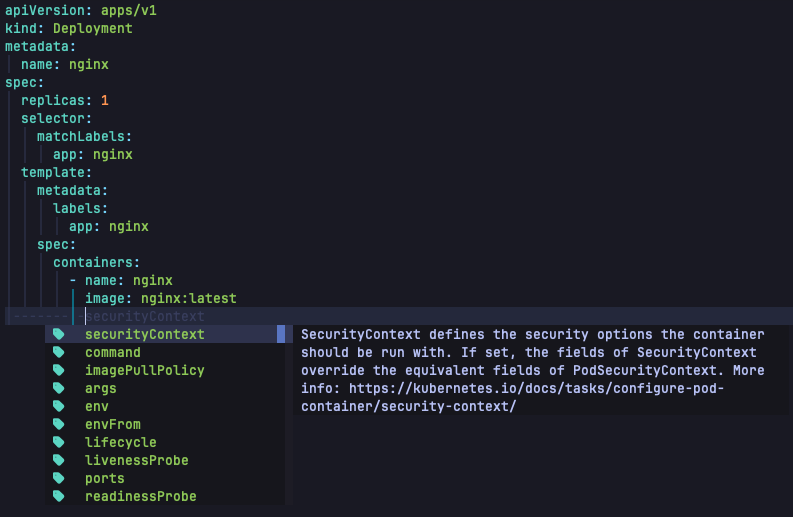 apiVersion: apps/v1
kind: Deployment
metadata:
  name: nginx
spec:
  replicas: 1
  selector:
    matchLabels:
      app: nginx
  template:
    metadata:
      labels:
        app: nginx
    spec:
      containers:
        - name: nginx
          image: nginx:latest
          securityContext
securityContext
command
imagePullPolicy
args
env
envFrom
lifecycle
livenessProbe
ports
readinessProbe
SecurityContext defines the security options the container
should be run with. If set, the fields of SecurityContext
override the equivalent fields of PodSecurityContext. More
info: https://kubernetes.io/docs/tasks/configure-pod-
container/security-context/